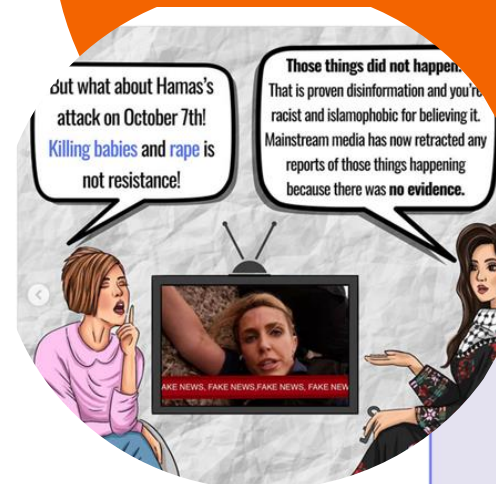 But what about Hamas's
attack on October 7th!
Killing babies and rape is
not resistance!
Those things did not happen.
That is proven disinformation and you're
racist and islamophobic for believing it.
Mainstream media has now retracted any
reports of those things happening
because there was no evidence.
AKE NEWS, FAKE NEWS,FAKE NEWS, FAKE NEW